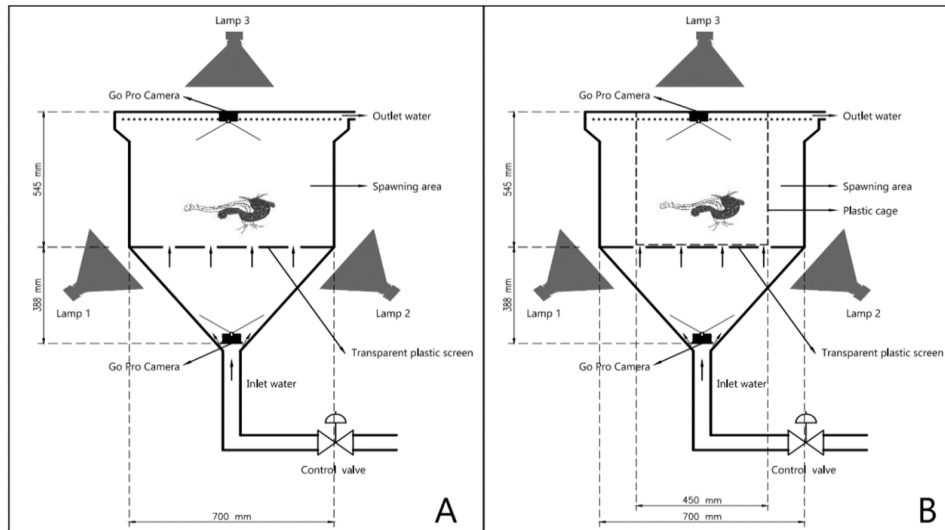 Lamp 3
Go Pro Camera
Outlet water
545 mm
Spawning area
388 mm
Lamp 1
Lamp 2
Transparent plastic screen
Go Pro Camera
Inlet water
Control valve
700 mm
A
Lamp 3
Go Pro Camera
Outlet water
545 mm
Spawning area
Plastic cage
388 mm
Lamp 1
Lamp 2
Transparent plastic screen
Go Pro Camera
Inlet water
Control valve
450 mm
700 mm
B